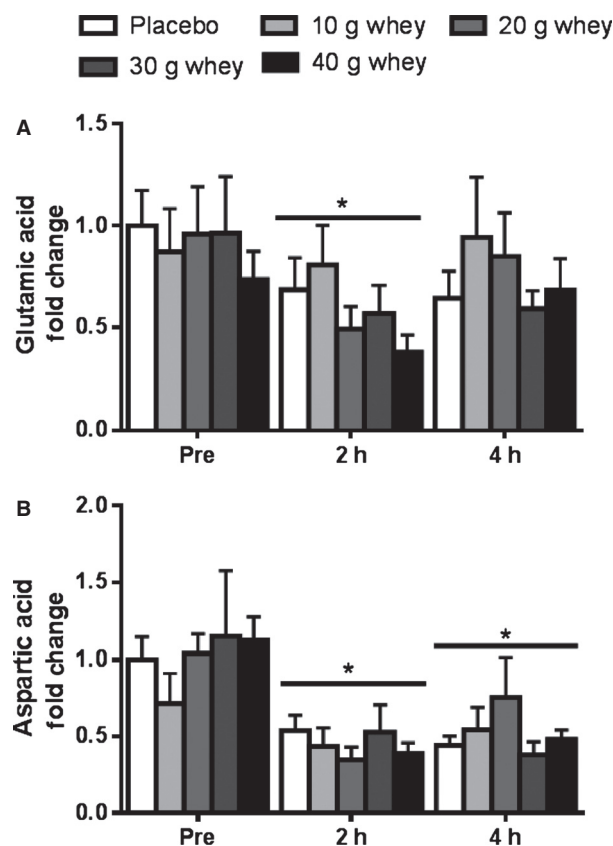 Placebo 10 g whey 20 g whey
30 g whey 40 g whey
A
Glutamic acid
fold change
1.5
1.0
0.5
0.0
*
Pre 2 h 4 h
B
Aspartic acid
fold change
2.0
1.5
1.0
0.5
0.0
* *
Pre 2 h 4 h